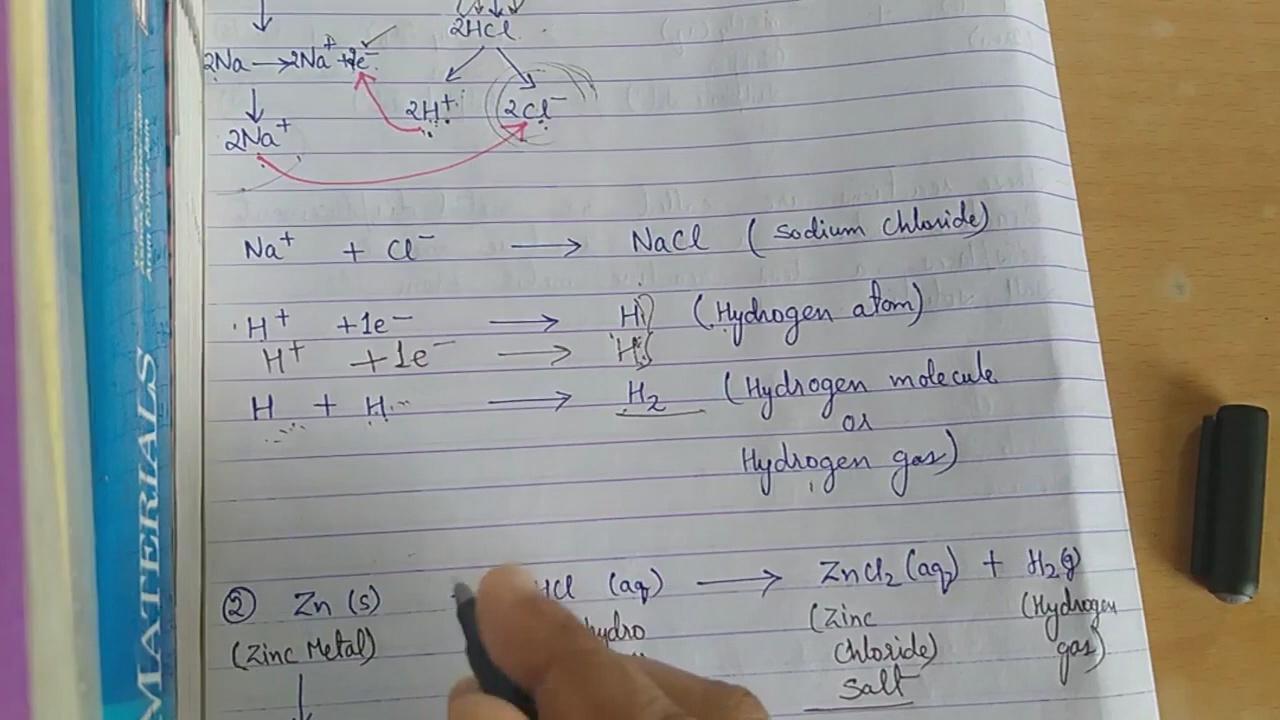 2HCl
2Na → 2Na⁺ + 2e⁻
2H⁺ 2Cl⁻
2Na⁺
Na⁺ + Cl⁻ → NaCl (Sodium Chloride)
H⁺ +1e⁻ → H (Hydrogen atom)
H⁺ +1e⁻ → H
H + H → H₂ (Hydrogen molecule
or
Hydrogen gas)
② Zn (s) HCl (aq) → ZnCl₂ (aq) + H₂(g)
(Zinc Metal) hydro (Zinc (Hydrogen
chloride) gas)
Salt
MATERIALS